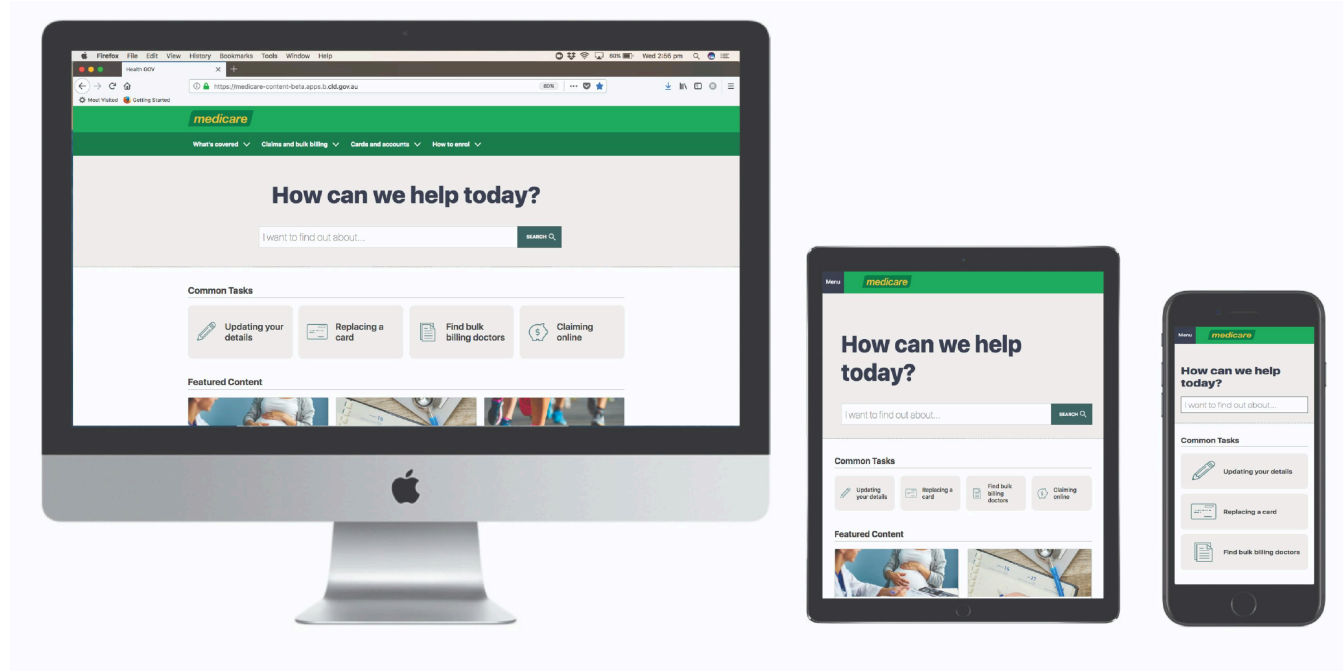 Firefox File Edit View History Bookmarks Tools Window Help
80% Wed 2:56 pm
Health GOV
https://medicare-content-beta.apps.b.cld.gov.au
80%
Most Visited Getting Started
medicare
What's covered Claims and bulk billing Cards and accounts How to enrol
How can we help today?
I want to find out about...
SEARCH
Common Tasks
Updating your
details
Replacing a
card
Find bulk
billing doctors
Claiming
online
Featured Content
Menu medicare
How can we help
today?
I want to find out about...
SEARCH
Common Tasks
Updating
your details
Replacing a
card
Find bulk
billing
doctors
Claiming
online
Featured Content
Menu medicare
How can we help
today?
I want to find out about...
Common Tasks
Updating your details
Replacing a card
Find bulk billing doctors